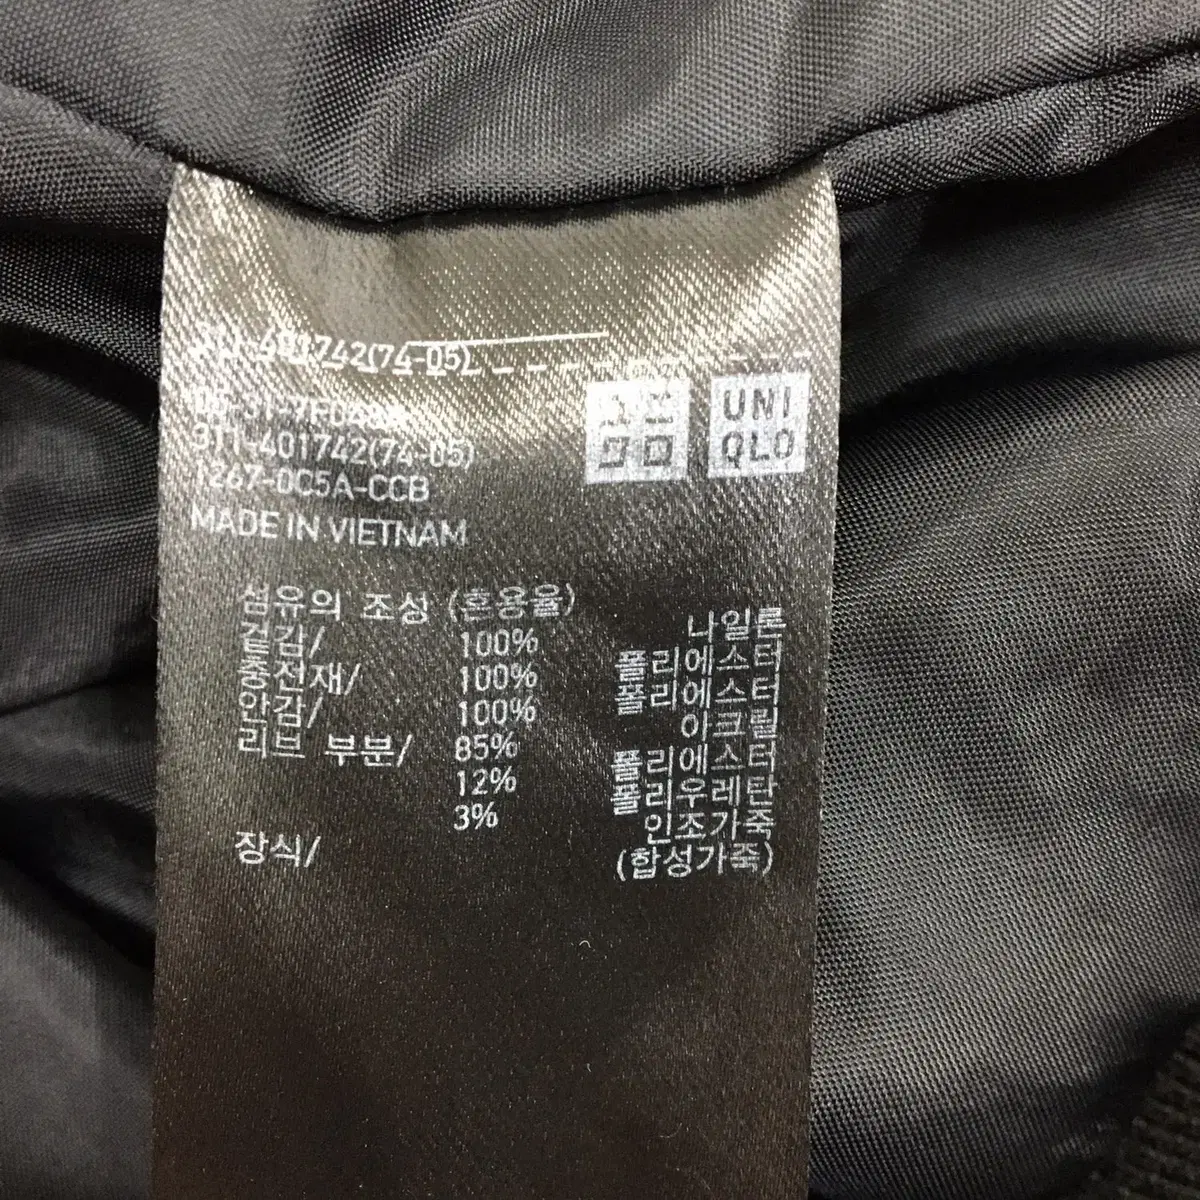 311-401742(74-05)
311-401742(74-05)
1267-0C5A-CCB
MADE IN VIETNAM
UNI
QLO
섬유의 조성 (혼용율)
겉감/ 100% 나일론
충전재/ 100% 폴리에스터
안감/ 100% 폴리에스터
리브 부분/ 85% 아크릴
12% 폴리에스터
3% 폴리우레탄
장식/ 인조가죽
(합성가죽)